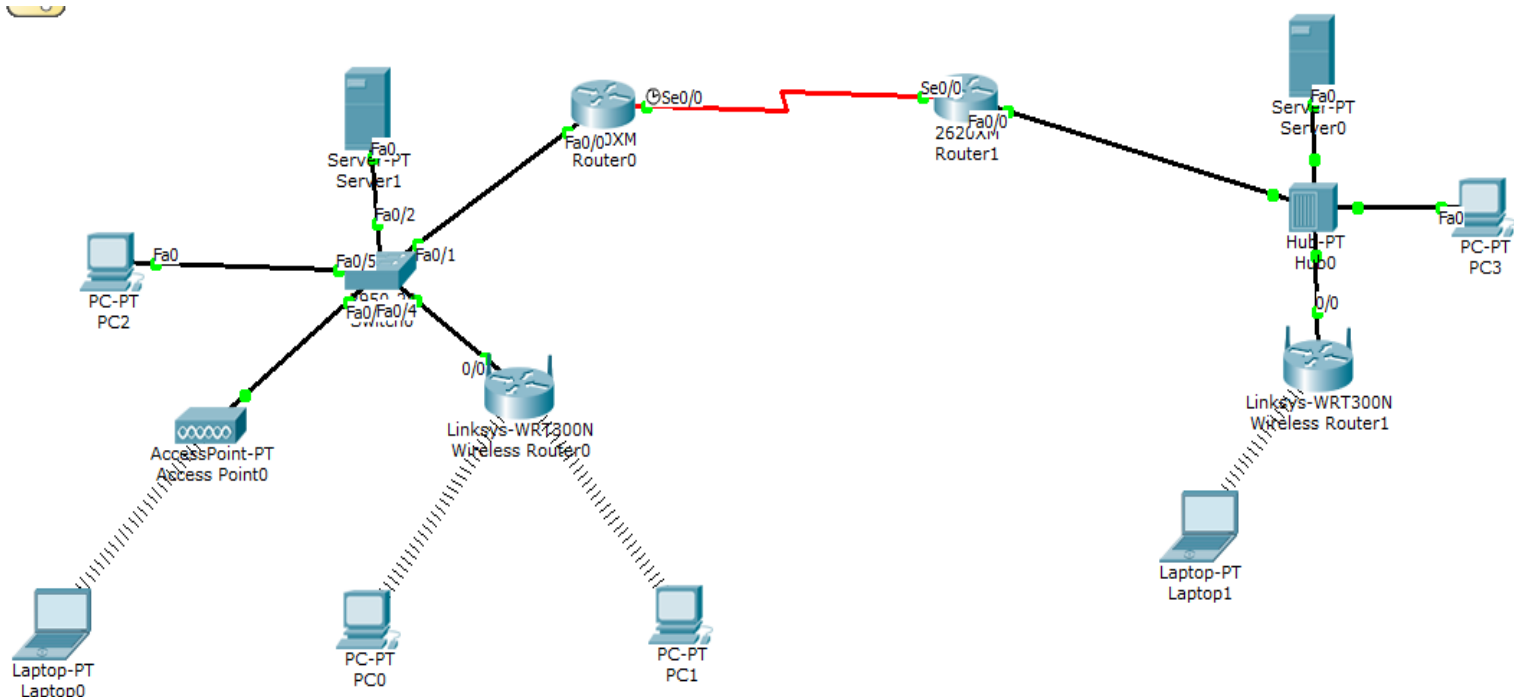 Se0/0
Se0/0
Fa0/0
Router0
Fa0/0
2620XM
Router1
Fa0
Server-PT
Server0
Fa0
Server-PT
Server1
Fa0/2
Fa0/1
Fa0
Fa0/5
PC-PT
PC2
Fa0/4
0/0
Hub-PT
Hub0
Fa0
PC-PT
PC3
0/0
AccessPoint-PT
Access Point0
Linksys-WRT300N
Wireless Router0
Linksys-WRT300N
Wireless Router1
Laptop-PT
Laptop0
PC-PT
PC0
PC-PT
PC1
Laptop-PT
Laptop1